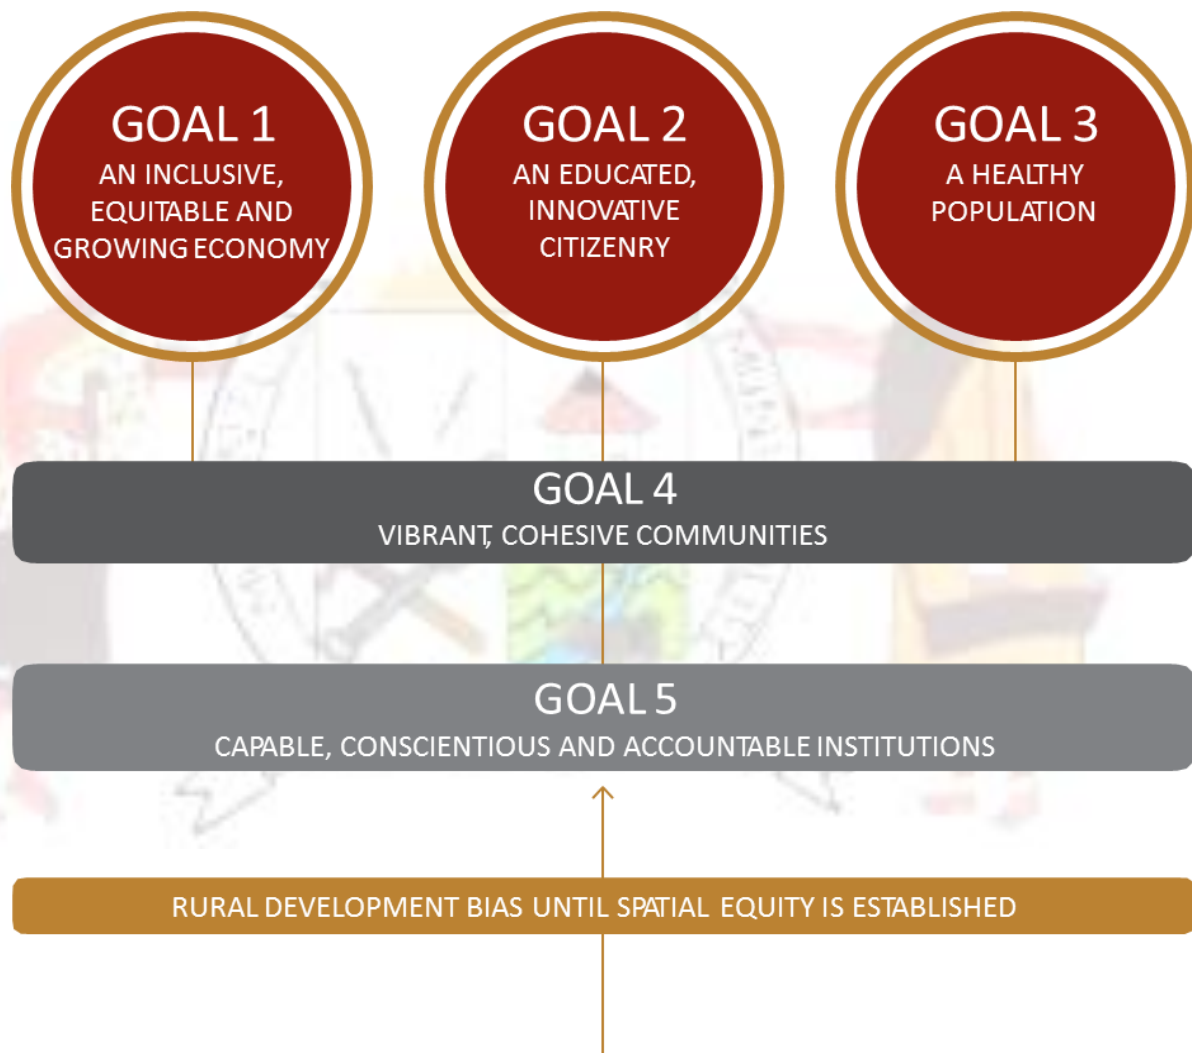 GOAL 1
AN INCLUSIVE,
EQUITABLE AND
GROWING ECONOMY
GOAL 2
AN EDUCATED,
INNOVATIVE
CITIZENRY
GOAL 3
A HEALTHY
POPULATION
GOAL 4
VIBRANT, COHESIVE COMMUNITIES
GOAL 5
CAPABLE, CONSCIENTIOUS AND ACCOUNTABLE INSTITUTIONS
RURAL DEVELOPMENT BIAS UNTIL SPATIAL EQUITY IS ESTABLISHED